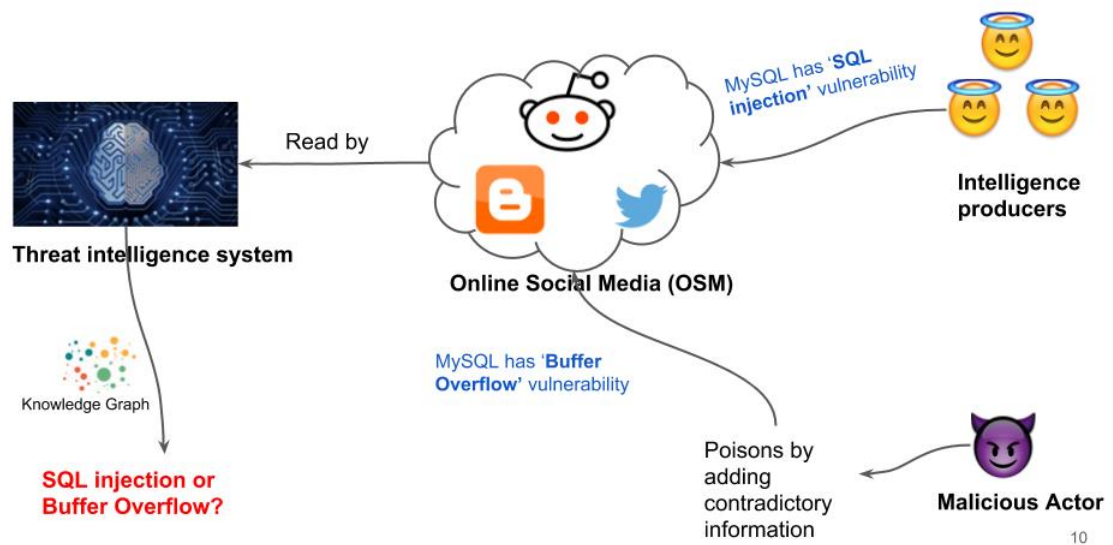 MySQL has ‘SQL
injection’ vulnerability
Read by
Intelligence
producers
Threat intelligence system
Online Social Media (OSM)
MySQL has ‘Buffer
Overflow’ vulnerability
Knowledge Graph
SQL injection or
Buffer Overflow?
Poisons by
adding
contradictory
information
Malicious Actor
10